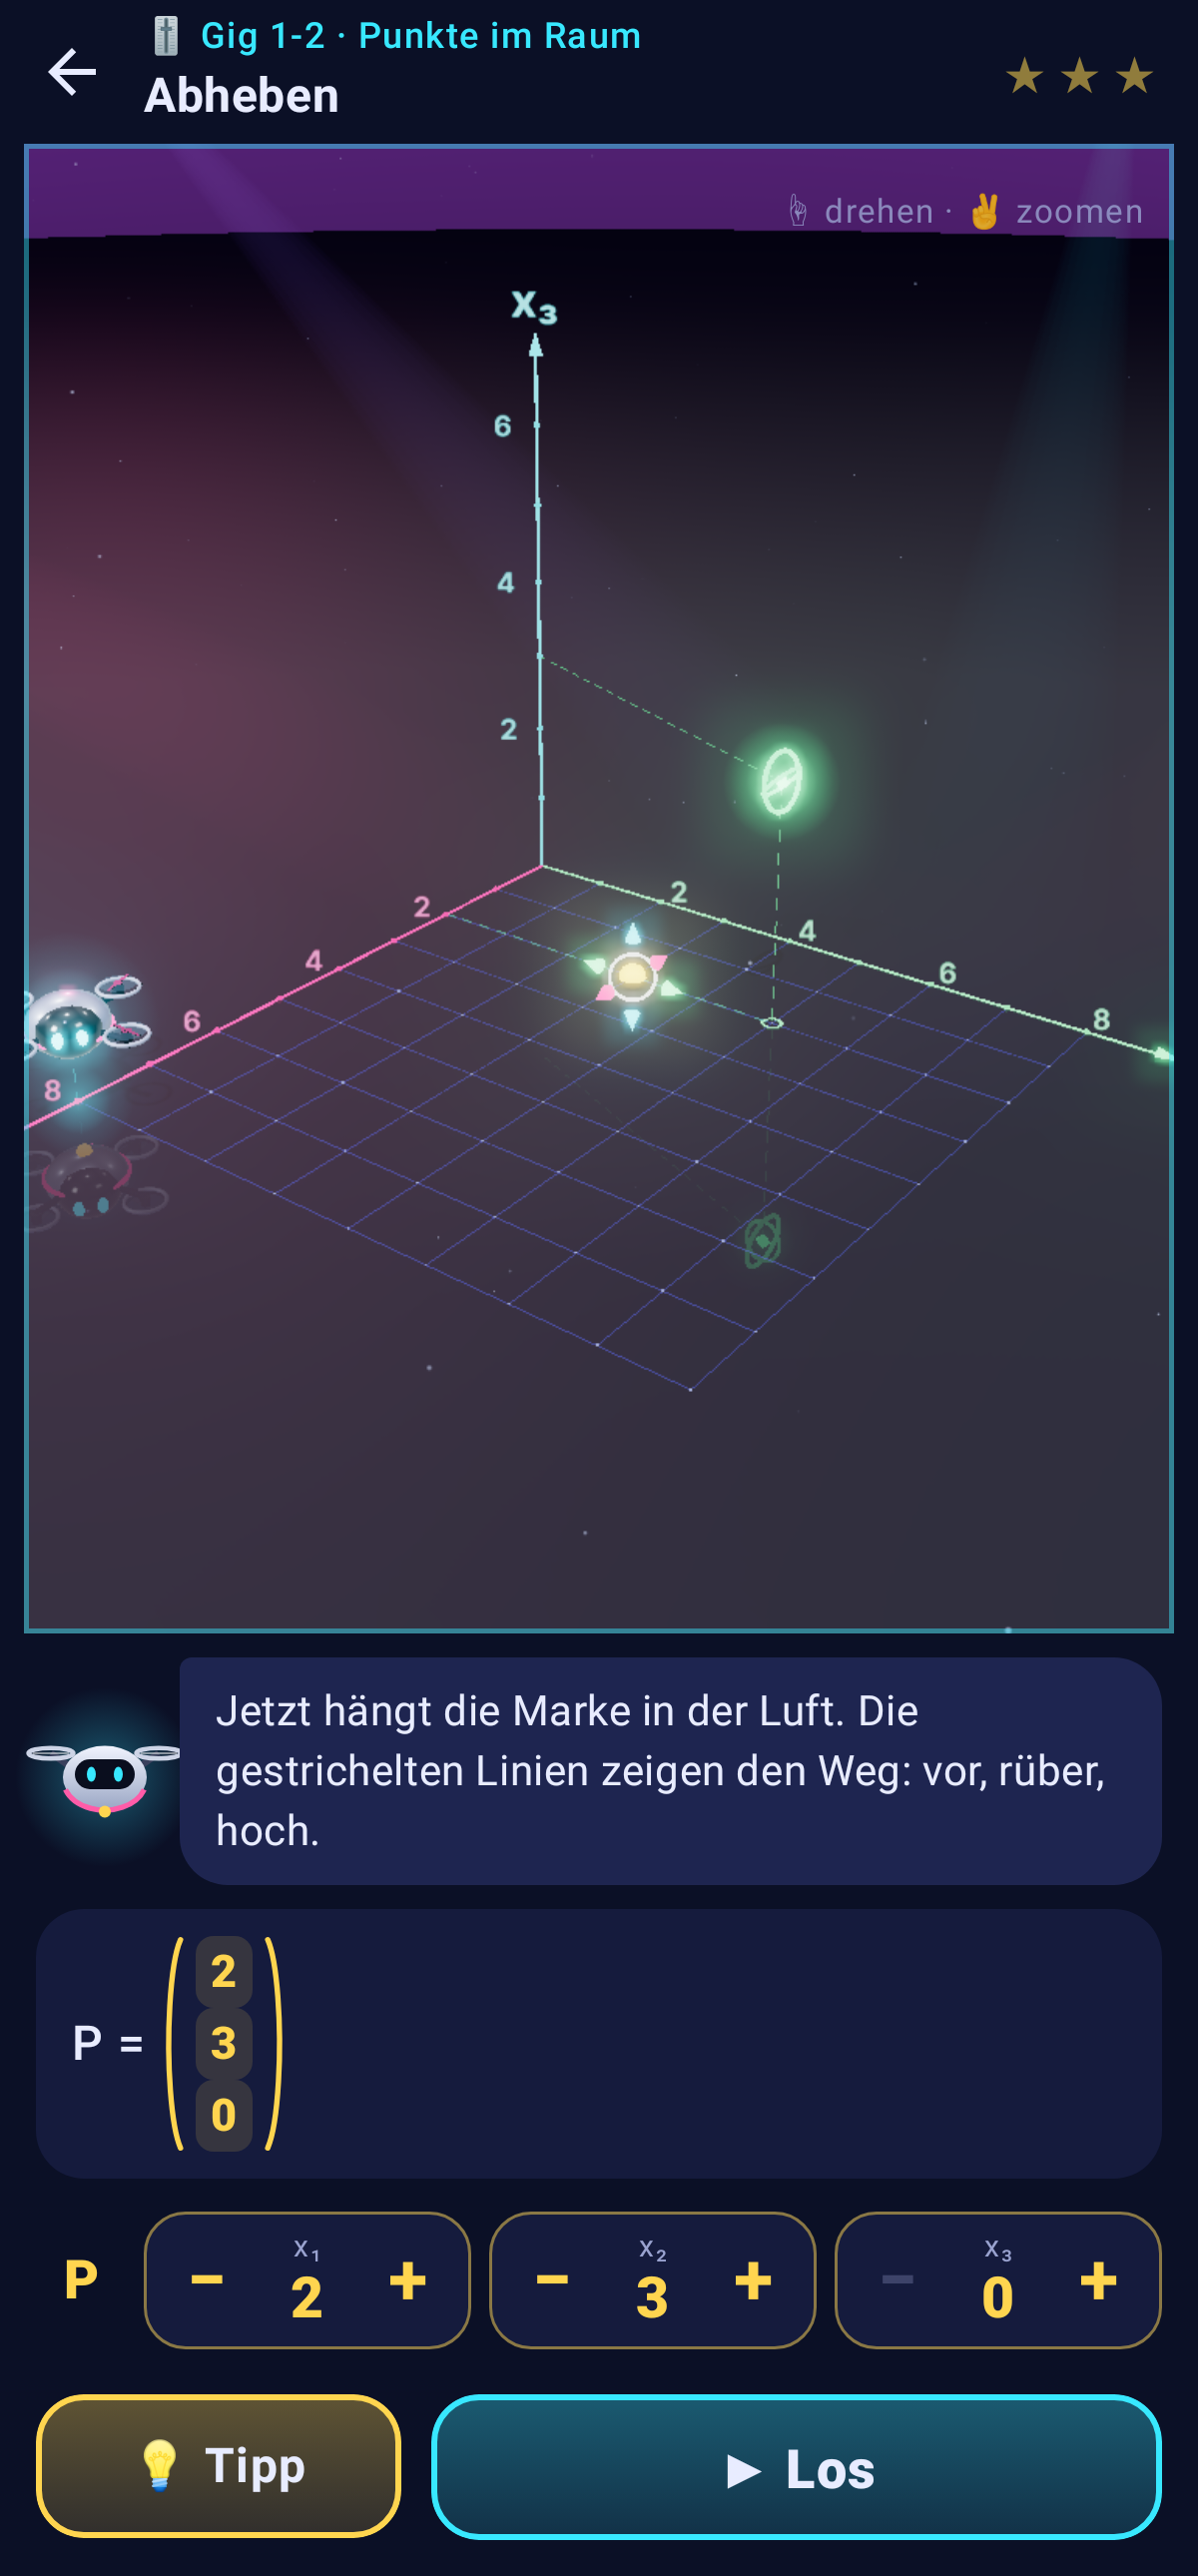 Gig 1-2 · Punkte im Raum
Abheben
★ ★ ★
drehen · zoomen
X₃
6
4
2
2
2
4
4
6
6
8
8
Jetzt hängt die Marke in der Luft. Die
gestrichelten Linien zeigen den Weg: vor, rüber,
hoch.
2
P = 3
0
x₁ x₂ x₃
P − 2 + − 3 + − 0 +
Tipp
▶ Los